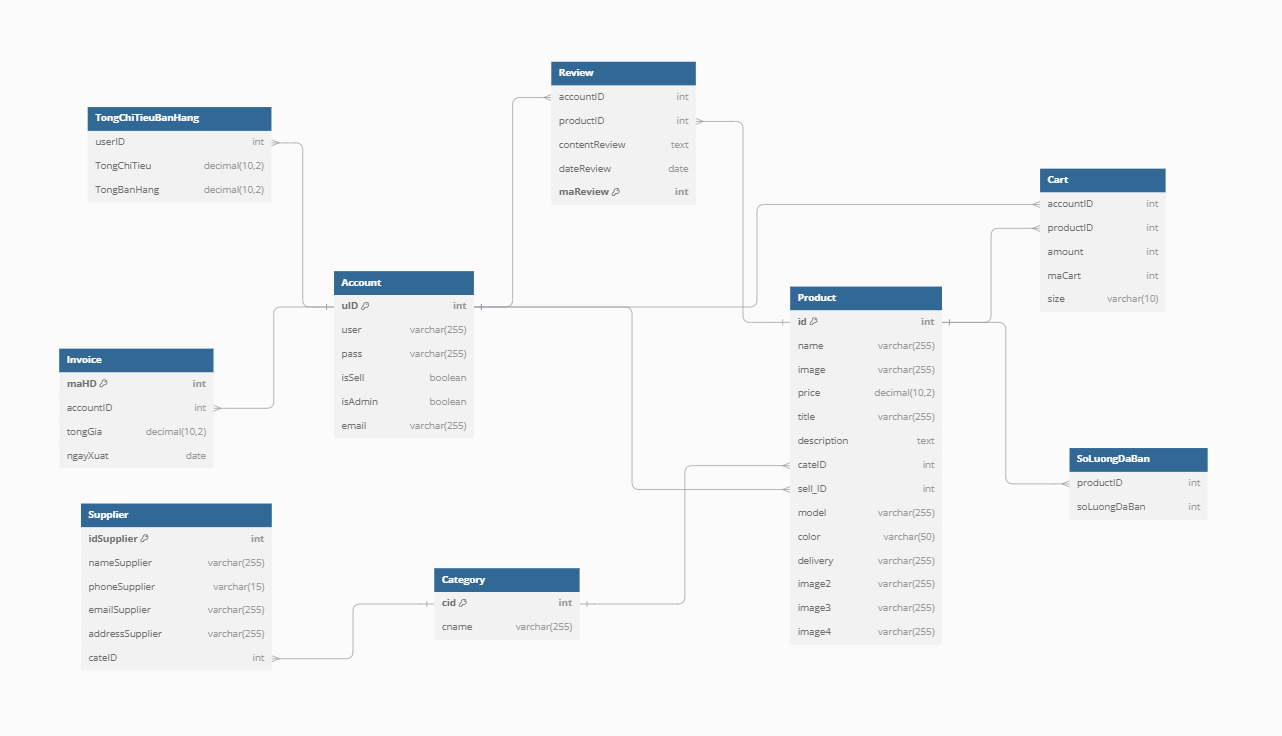 TongChiTieuBanHang
userID int
TongChiTieu decimal(10,2)
TongBanHang decimal(10,2)
Review
accountID int
productID int
contentReview text
dateReview date
maReview int
Cart
accountID int
productID int
amount int
maCart int
size varchar(10)
Account
uID int
user varchar(255)
pass varchar(255)
isSell boolean
isAdmin boolean
email varchar(255)
Product
id int
name varchar(255)
image varchar(255)
price decimal(10,2)
title varchar(255)
description text
cateID int
sell_ID int
model varchar(255)
color varchar(50)
delivery varchar(255)
image2 varchar(255)
image3 varchar(255)
image4 varchar(255)
Invoice
maHD int
accountID int
tongGia decimal(10,2)
ngayXuat date
SoLuongDaBan
productID int
soLuongDaBan int
Supplier
idSupplier int
nameSupplier varchar(255)
phoneSupplier varchar(15)
emailSupplier varchar(255)
addressSupplier varchar(255)
cateID int
Category
cid int
cname varchar(255)